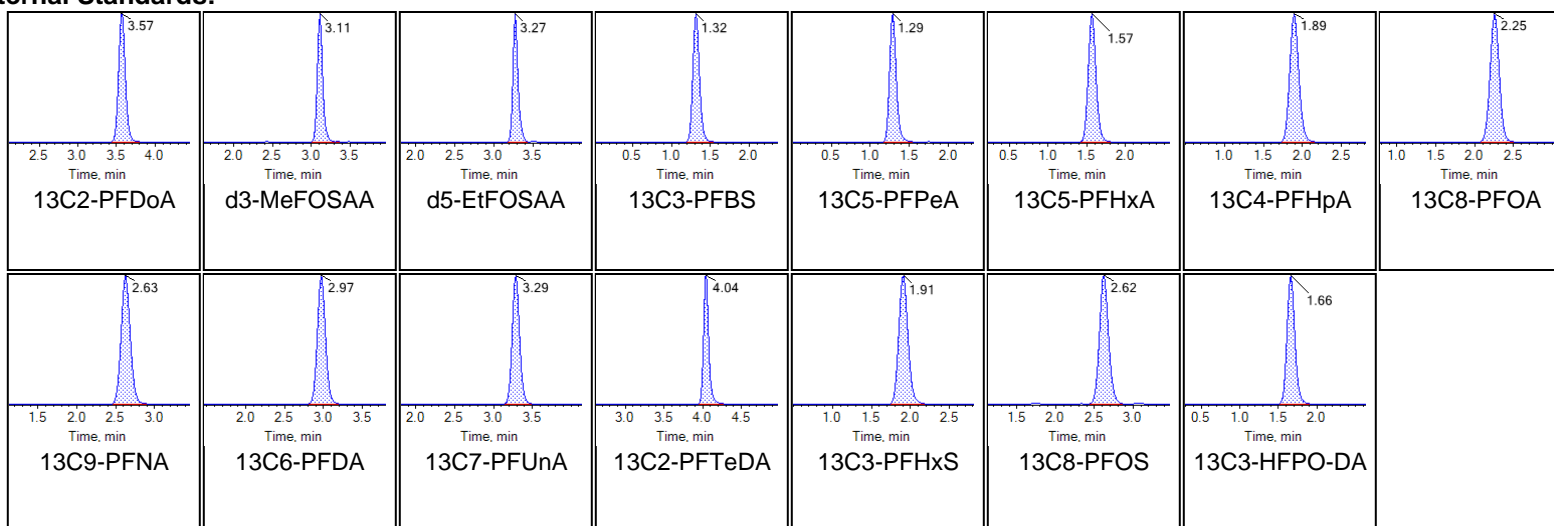 ternal Standards:
3.57
2.5 3.0 3.5 4.0
Time, min
13C2-PFDoA
3.11
2.0 2.5 3.0 3.5
Time, min
d3-MeFOSAA
3.27
2.0 2.5 3.0 3.5
Time, min
d5-EtFOSAA
1.32
0.5 1.0 1.5 2.0
Time, min
13C3-PFBS
1.29
0.5 1.0 1.5 2.0
Time, min
13C5-PFPeA
1.57
0.5 1.0 1.5 2.0
Time, min
13C5-PFHxA
1.89
1.0 1.5 2.0 2.5
Time, min
13C4-PFHpA
2.25
1.0 1.5 2.0 2.5
Time, min
13C8-PFOA
2.63
1.5 2.0 2.5 3.0
Time, min
13C9-PFNA
2.97
2.0 2.5 3.0 3.5
Time, min
13C6-PFDA
3.29
2.0 2.5 3.0 3.5
Time, min
13C7-PFUnA
4.04
3.0 3.5 4.0 4.5
Time, min
13C2-PFTeDA
1.91
1.0 1.5 2.0 2.5
Time, min
13C3-PFHxS
2.62
1.5 2.0 2.5 3.0
Time, min
13C8-PFOS
1.66
0.5 1.0 1.5 2.0
Time, min
13C3-HFPO-DA